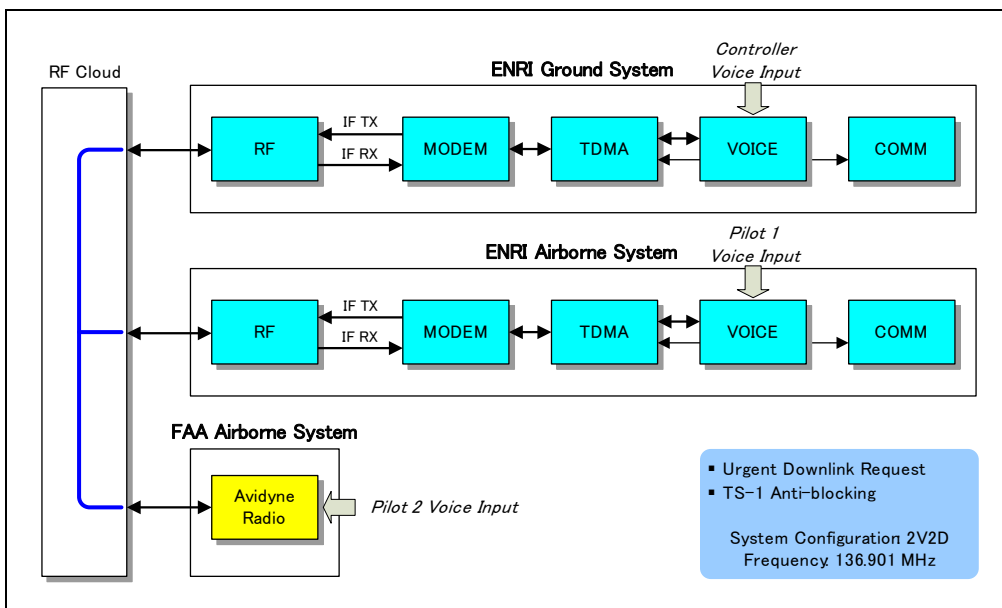 RF Cloud
ENRI Ground System
Controller
Voice Input
RF
IF TX
IF RX
MODEM
TDMA
VOICE
COMM
ENRI Airborne System
Pilot 1
Voice Input
RF
IF TX
IF RX
MODEM
TDMA
VOICE
COMM
FAA Airborne System
Avidyne
Radio
Pilot 2 Voice Input
▪ Urgent Downlink Request
▪ TS-1 Anti-blocking
System Configuration: 2V2D
Frequency: 136.901 MHz